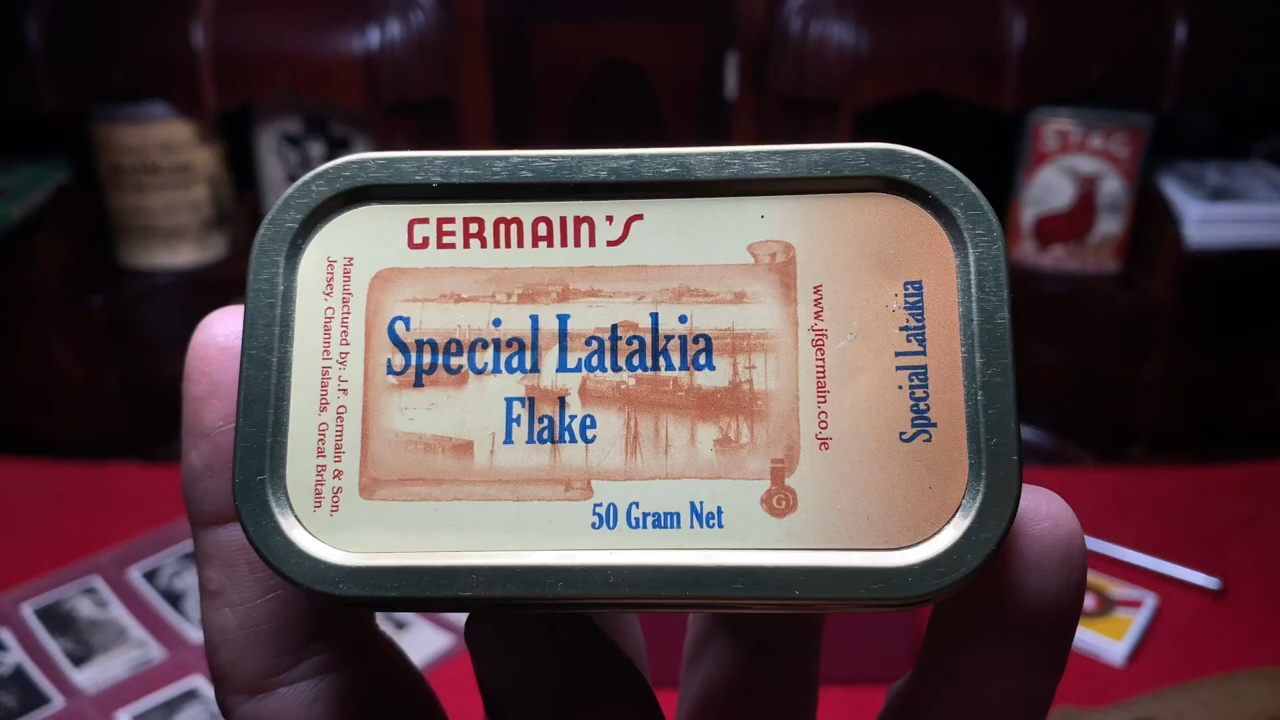 GERMAIN'S
Special Latakia
Flake
50 Gram Net
Manufactured by: J.F. Germain & Son,
Jersey, Channel Islands, Great Britain.
www.jfgermain.co.je
Special Latakia
G
STAG